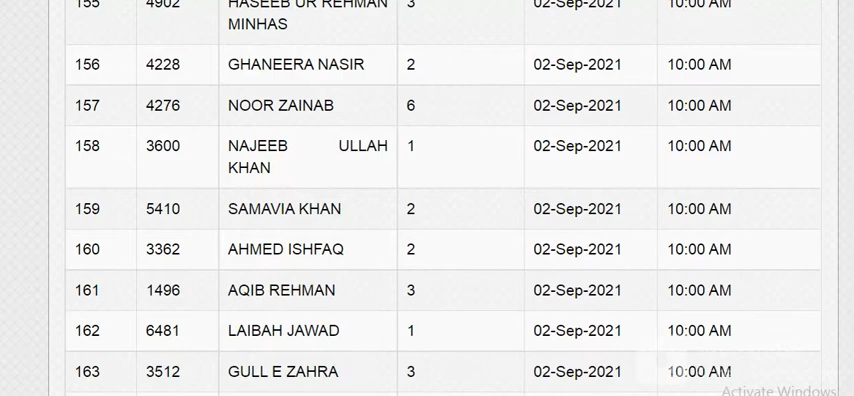 155 4902 HASEEB UR REHMAN 3 02-Sep-2021 10:00 AM
MINHAS
156 4228 GHANEERA NASIR 2 02-Sep-2021 10:00 AM
157 4276 NOOR ZAINAB 6 02-Sep-2021 10:00 AM
158 3600 NAJEEB ULLAH 1 02-Sep-2021 10:00 AM
KHAN
159 5410 SAMAVIA KHAN 2 02-Sep-2021 10:00 AM
160 3362 AHMED ISHFAQ 2 02-Sep-2021 10:00 AM
161 1496 AQIB REHMAN 3 02-Sep-2021 10:00 AM
162 6481 LAIBAH JAWAD 1 02-Sep-2021 10:00 AM
163 3512 GULL E ZAHRA 3 02-Sep-2021 10:00 AM
Activate Windows